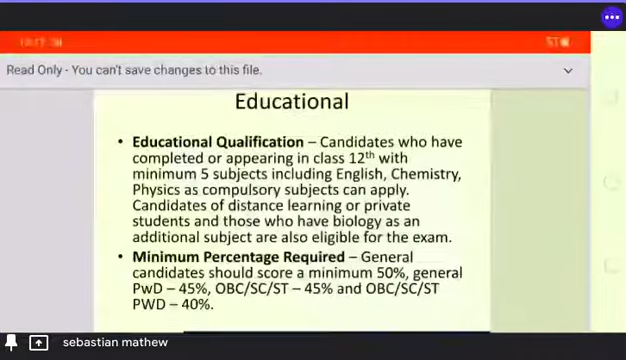 Read Only - You can't save changes to this file.
Educational
• Educational Qualification – Candidates who have
completed or appearing in class 12th with
minimum 5 subjects including English, Chemistry,
Physics as compulsory subjects can apply.
Candidates of distance learning or private
students and those who have biology as an
additional subject are also eligible for the exam.
• Minimum Percentage Required – General
candidates should score a minimum 50%, general
PwD – 45%, OBC/SC/ST – 45% and OBC/SC/ST
PWD – 40%.
sebastian mathew